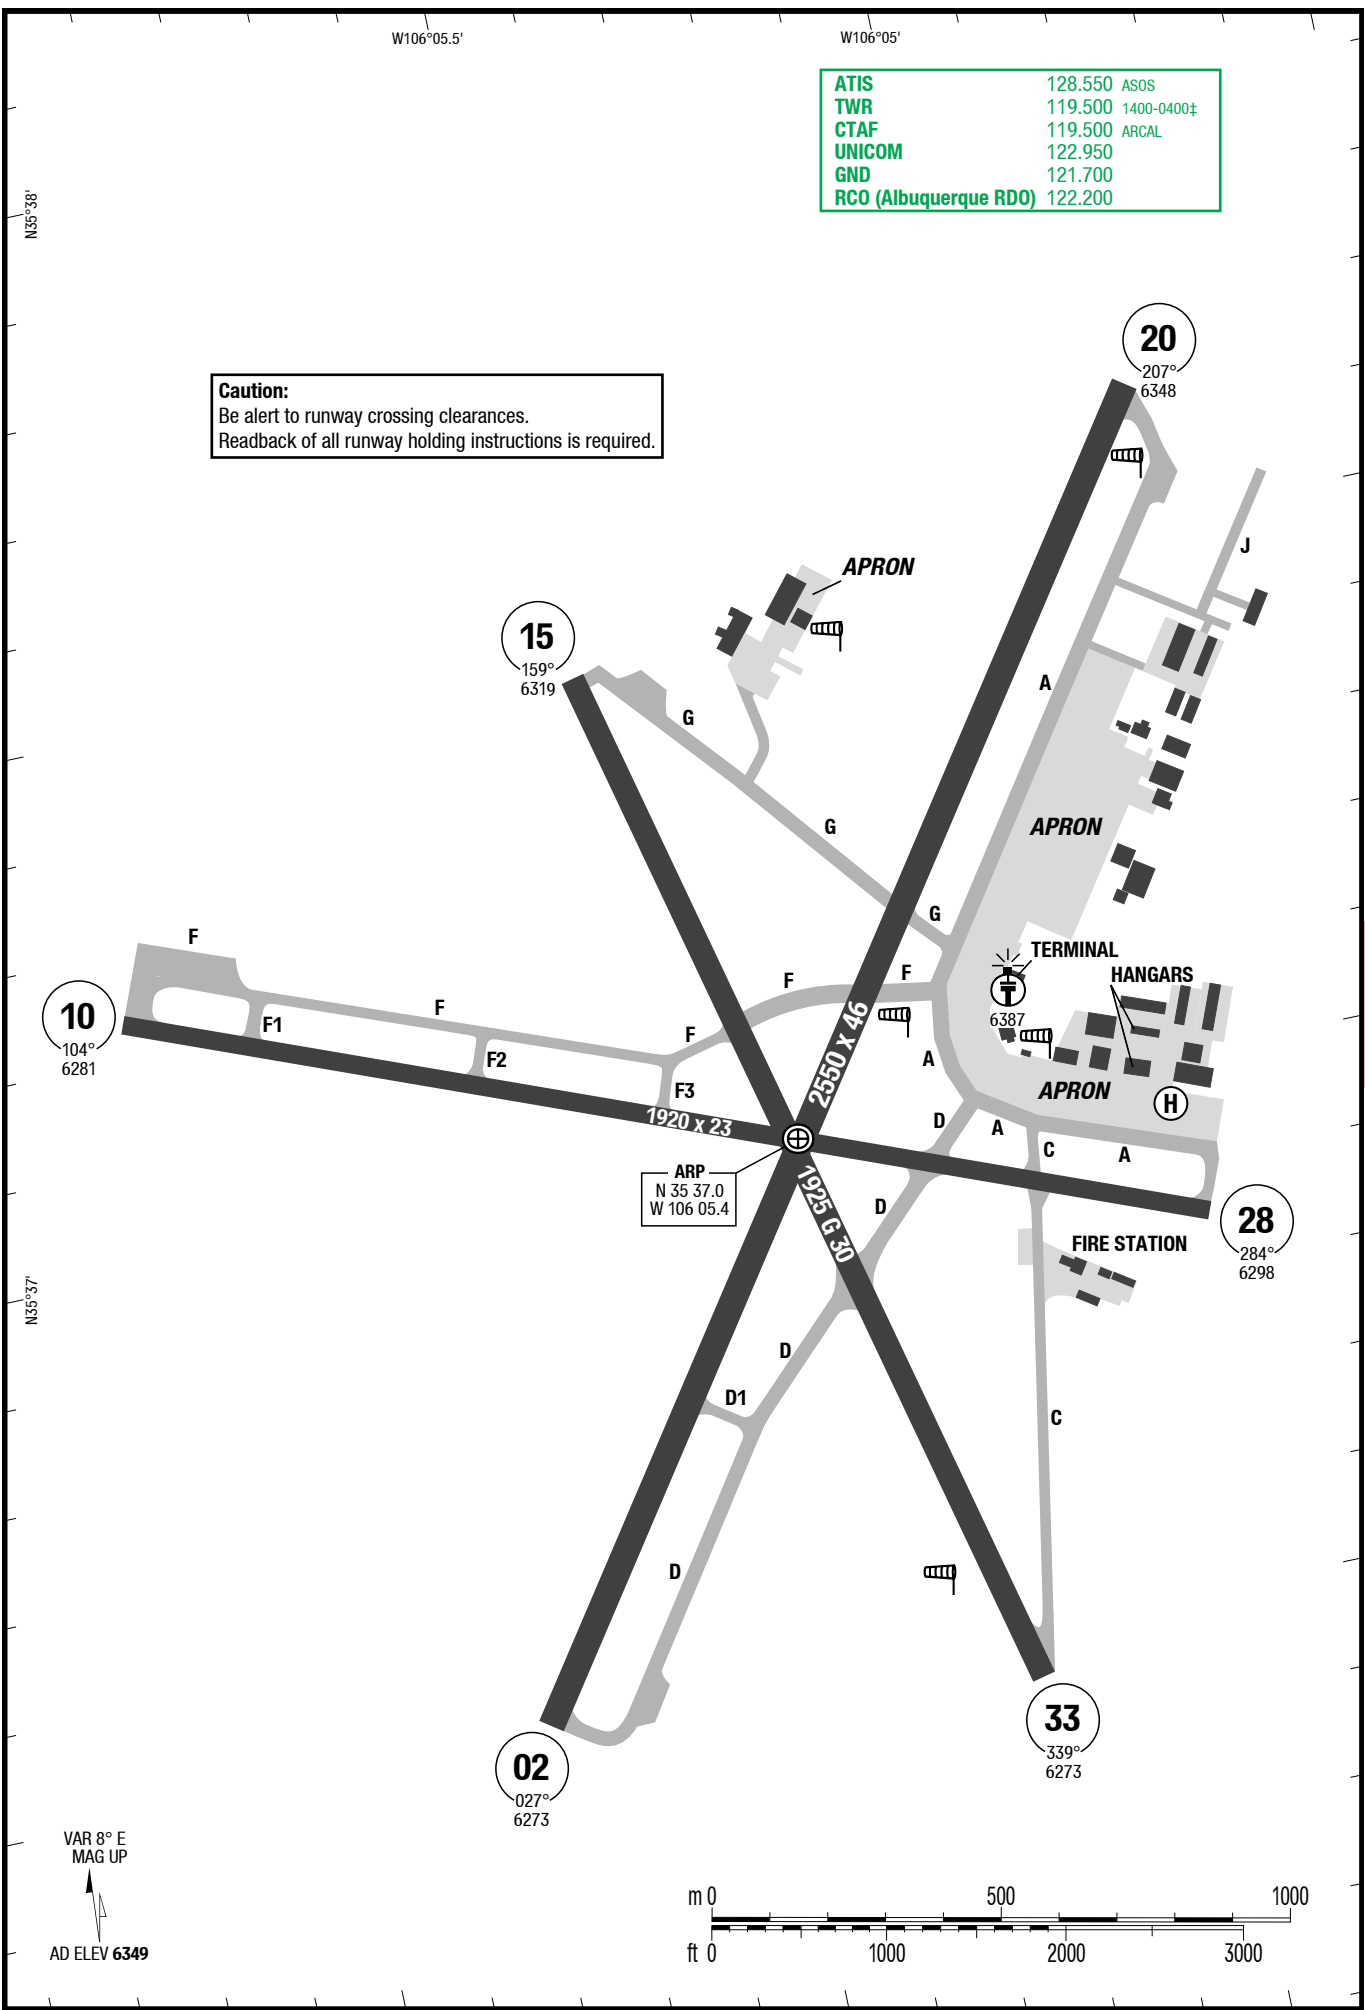 W106°05.5'
W106°05'
ATIS 128.550 ASOS
TWR 119.500 1400-0400‡
CTAF 119.500 ARCAL
UNICOM 122.950
GND 121.700
RCO (Albuquerque RDO) 122.200
N35°38'
20
207°
6348
Caution:
Be alert to runway crossing clearances.
Readback of all runway holding instructions is required.
J
APRON
15
159°
6319
A
G
G
APRON
G
F
TERMINAL
F
F
HANGARS
10
104°
6281
F
F1
F
2550 x 46
6387
F2
A
F3
APRON
H
1920 x 23
D
A
C
A
ARP
N 35 37.0
W 106 05.4
1925 G 30
D
28
284°
6298
FIRE STATION
N35°37'
D
D1
C
D
33
339°
6273
02
027°
6273
VAR 8° E
MAG UP
AD ELEV 6349
m 0 500 1000
ft 0 1000 2000 3000